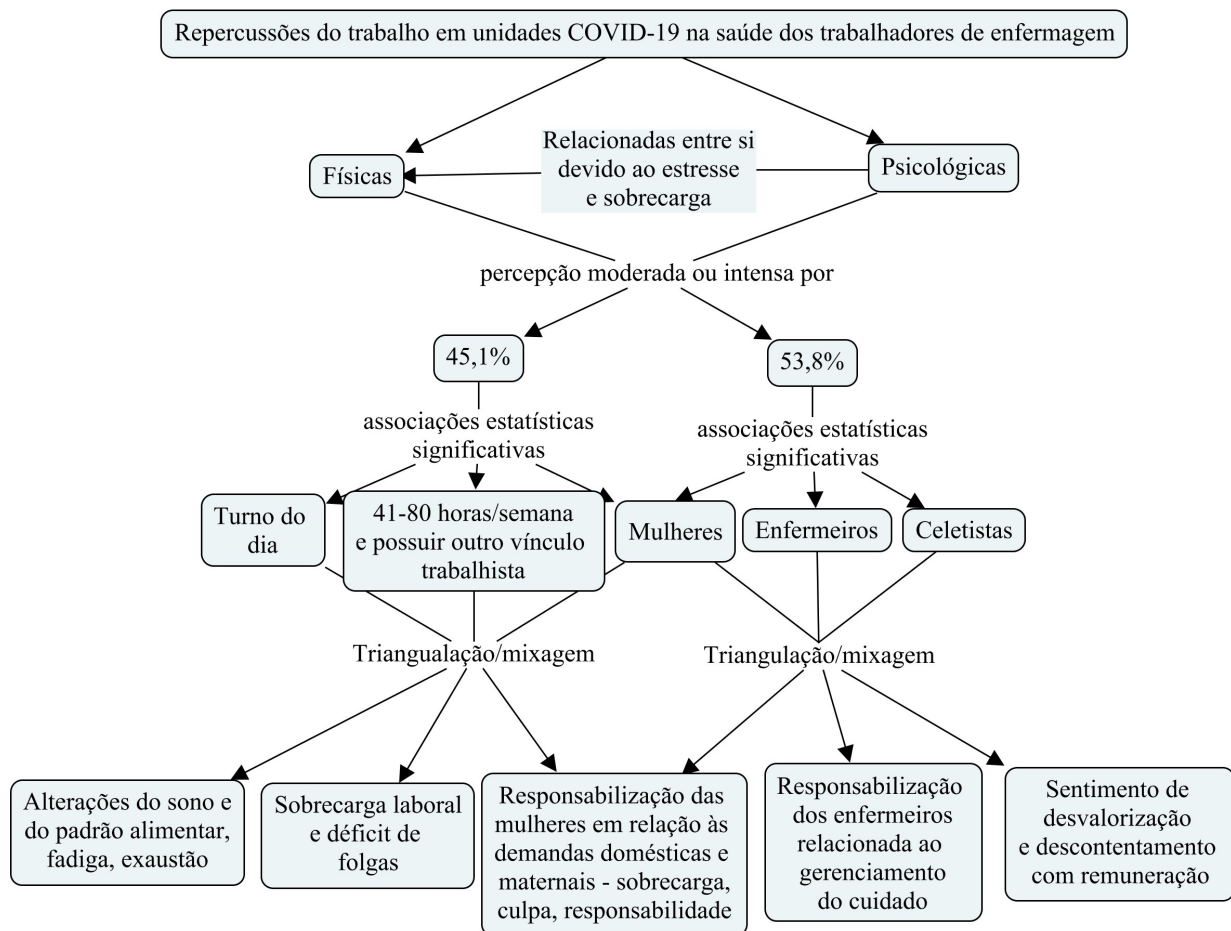 Repercussões do trabalho em unidades COVID-19 na saúde dos trabalhadores de enfermagem
Físicas
Relacionadas entre si
devido ao estresse
e sobrecarga
Psicológicas
percepção moderada ou intensa por
45,1%
53,8%
associações estatísticas
significativas
associações estatísticas
significativas
Turno do
dia
41-80 horas/semana
e possuir outro vínculo
trabalhista
Mulheres
Enfermeiros
Celetistas
Triangualação/mixagem
Triangulação/mixagem
Alterações do sono e
do padrão alimentar,
fadiga, exaustão
Sobrecarga laboral
e déficit de
folgas
Responsabilização das
mulheres em relação às
demandas domésticas e
maternais - sobrecarga,
culpa, responsabilidade
Responsabilização
dos enfermeiros
relacionada ao
gerenciamento
do cuidado
Sentimento de
desvalorização
e descontentamento
com remuneração